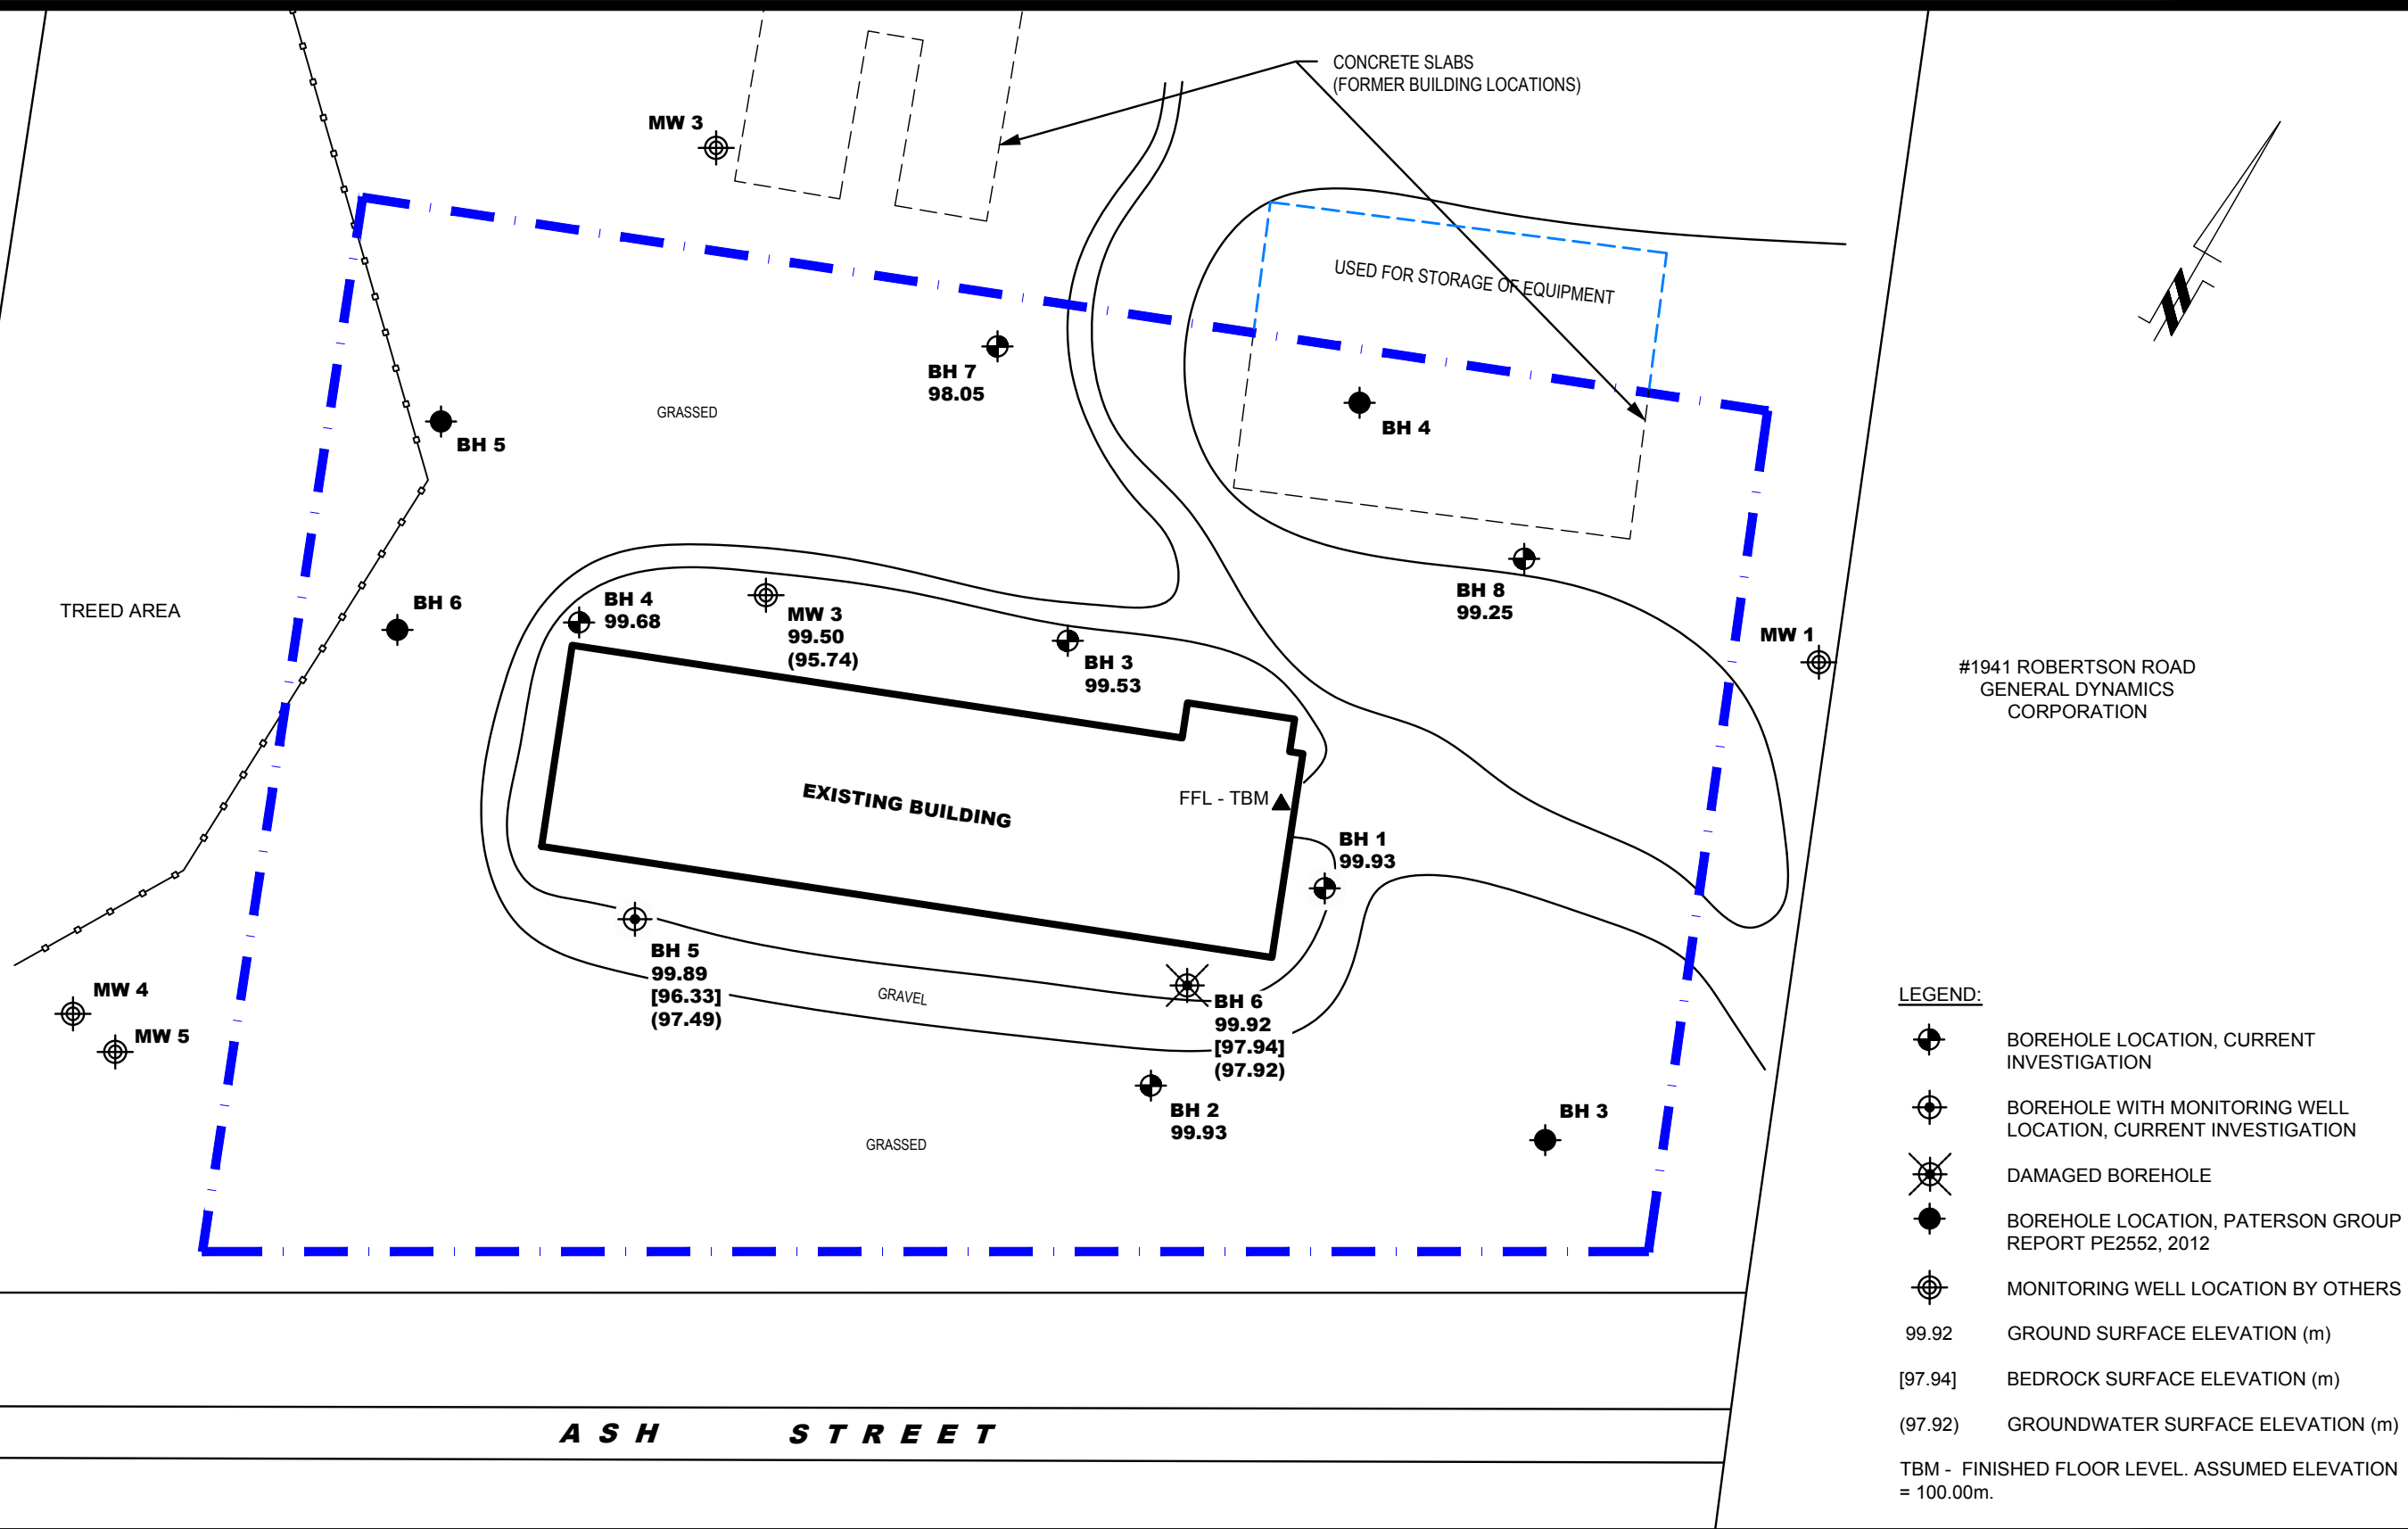 CONCRETE SLABS
(FORMER BUILDING LOCATIONS)
MW 3
USED FOR STORAGE OF EQUIPMENT
BH 7
98.05
GRASSED
BH 4
BH 5
BH 6
TREED AREA
BH 4
99.68
MW 3
99.50
(95.74)
BH 3
99.53
BH 8
99.25
MW 1
#1941 ROBERTSON ROAD
GENERAL DYNAMICS
CORPORATION
EXISTING BUILDING
FFL - TBM
BH 1
99.93
BH 5
99.89
[96.33]
(97.49)
GRAVEL
BH 6
99.92
[97.94]
(97.92)
MW 4
MW 5
BH 2
99.93
BH 3
GRASSED
ASH STREET
LEGEND:
BOREHOLE LOCATION, CURRENT
INVESTIGATION
BOREHOLE WITH MONITORING WELL
LOCATION, CURRENT INVESTIGATION
DAMAGED BOREHOLE
BOREHOLE LOCATION, PATERSON GROUP
REPORT PE2552, 2012
MONITORING WELL LOCATION BY OTHERS
99.92 GROUND SURFACE ELEVATION (m)
[97.94] BEDROCK SURFACE ELEVATION (m)
(97.92) GROUNDWATER SURFACE ELEVATION (m)
TBM - FINISHED FLOOR LEVEL. ASSUMED ELEVATION
= 100.00m.